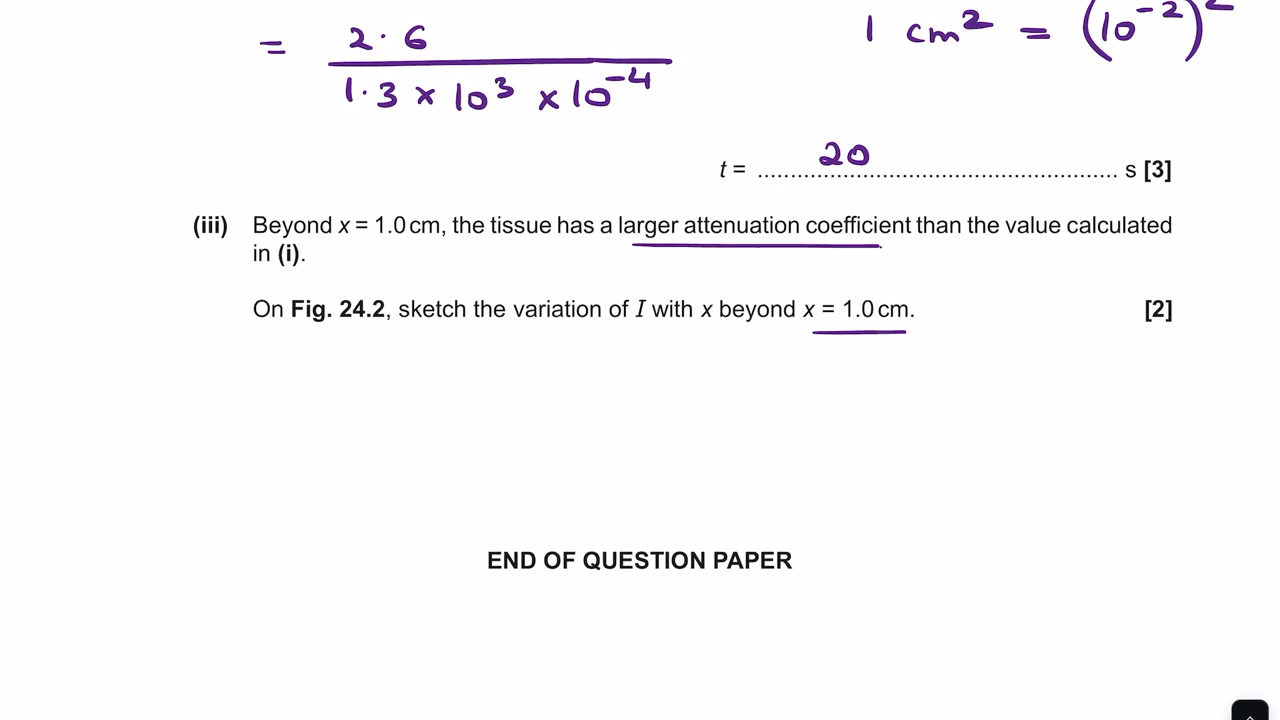 1 cm² = (10⁻²)²
= 2.6 / 1.3 × 10³ × 10⁻⁴
t = 20 s [3]
(iii) Beyond x = 1.0 cm, the tissue has a larger attenuation coefficient than the value calculated
in (i).
On Fig. 24.2, sketch the variation of I with x beyond x = 1.0 cm. [2]
END OF QUESTION PAPER